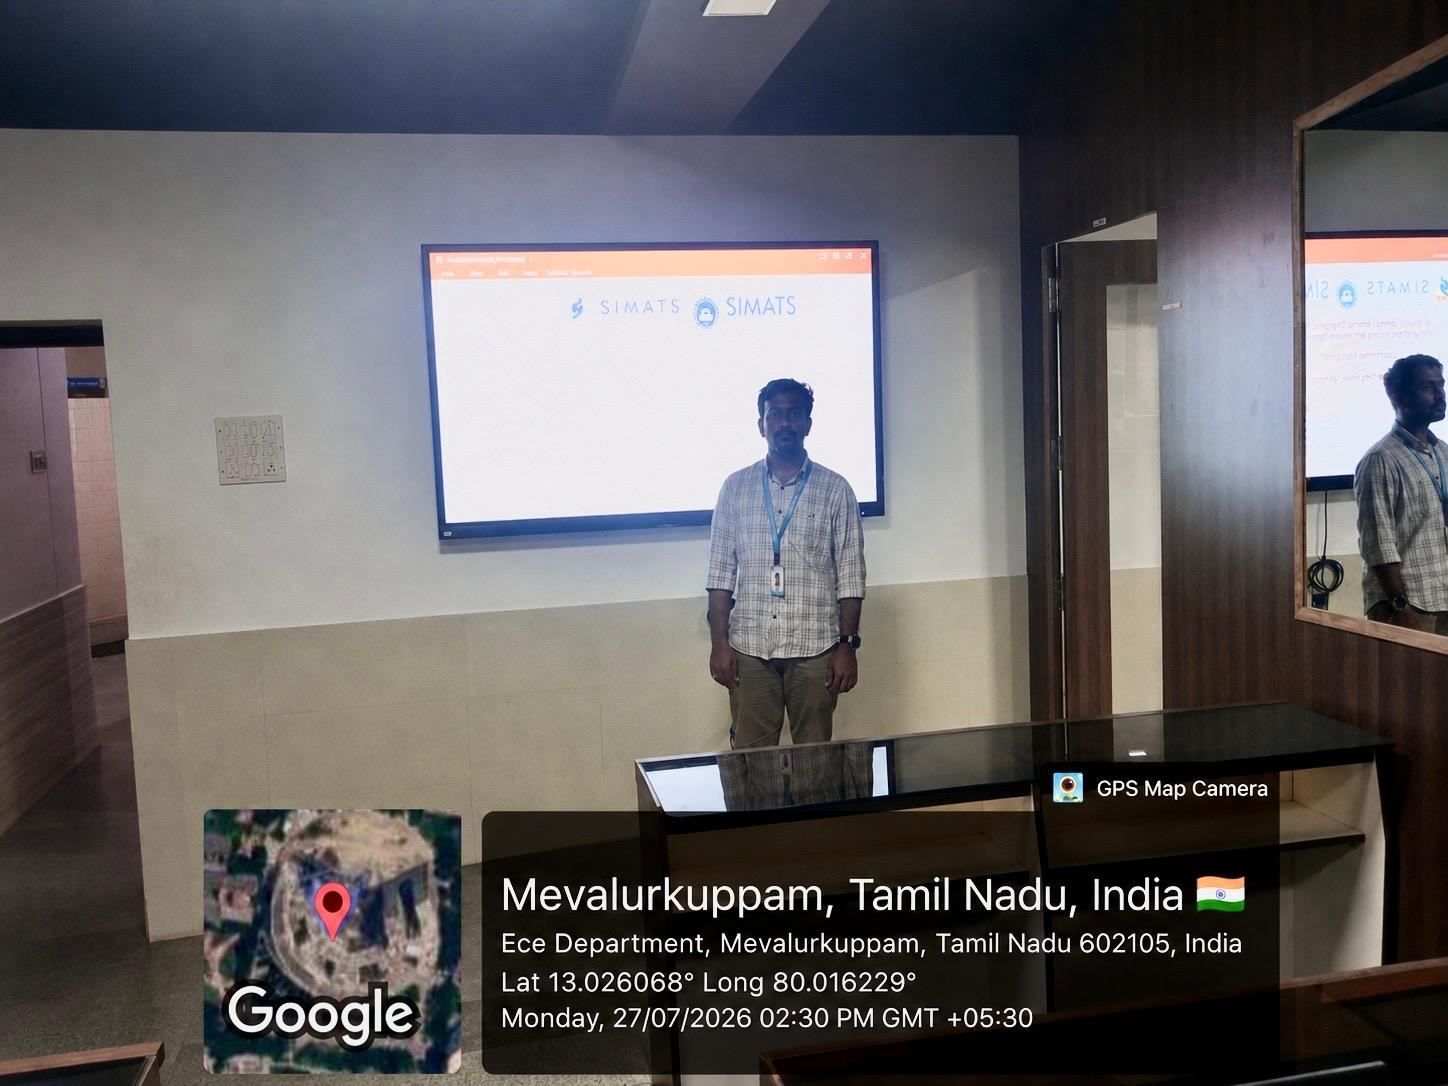 SIMATS SIMATS
GPS Map Camera
Mevalurkuppam, Tamil Nadu, India
Ece Department, Mevalurkuppam, Tamil Nadu 602105, India
Lat 13.026068° Long 80.016229°
Monday, 27/07/2026 02:30 PM GMT +05:30
Google